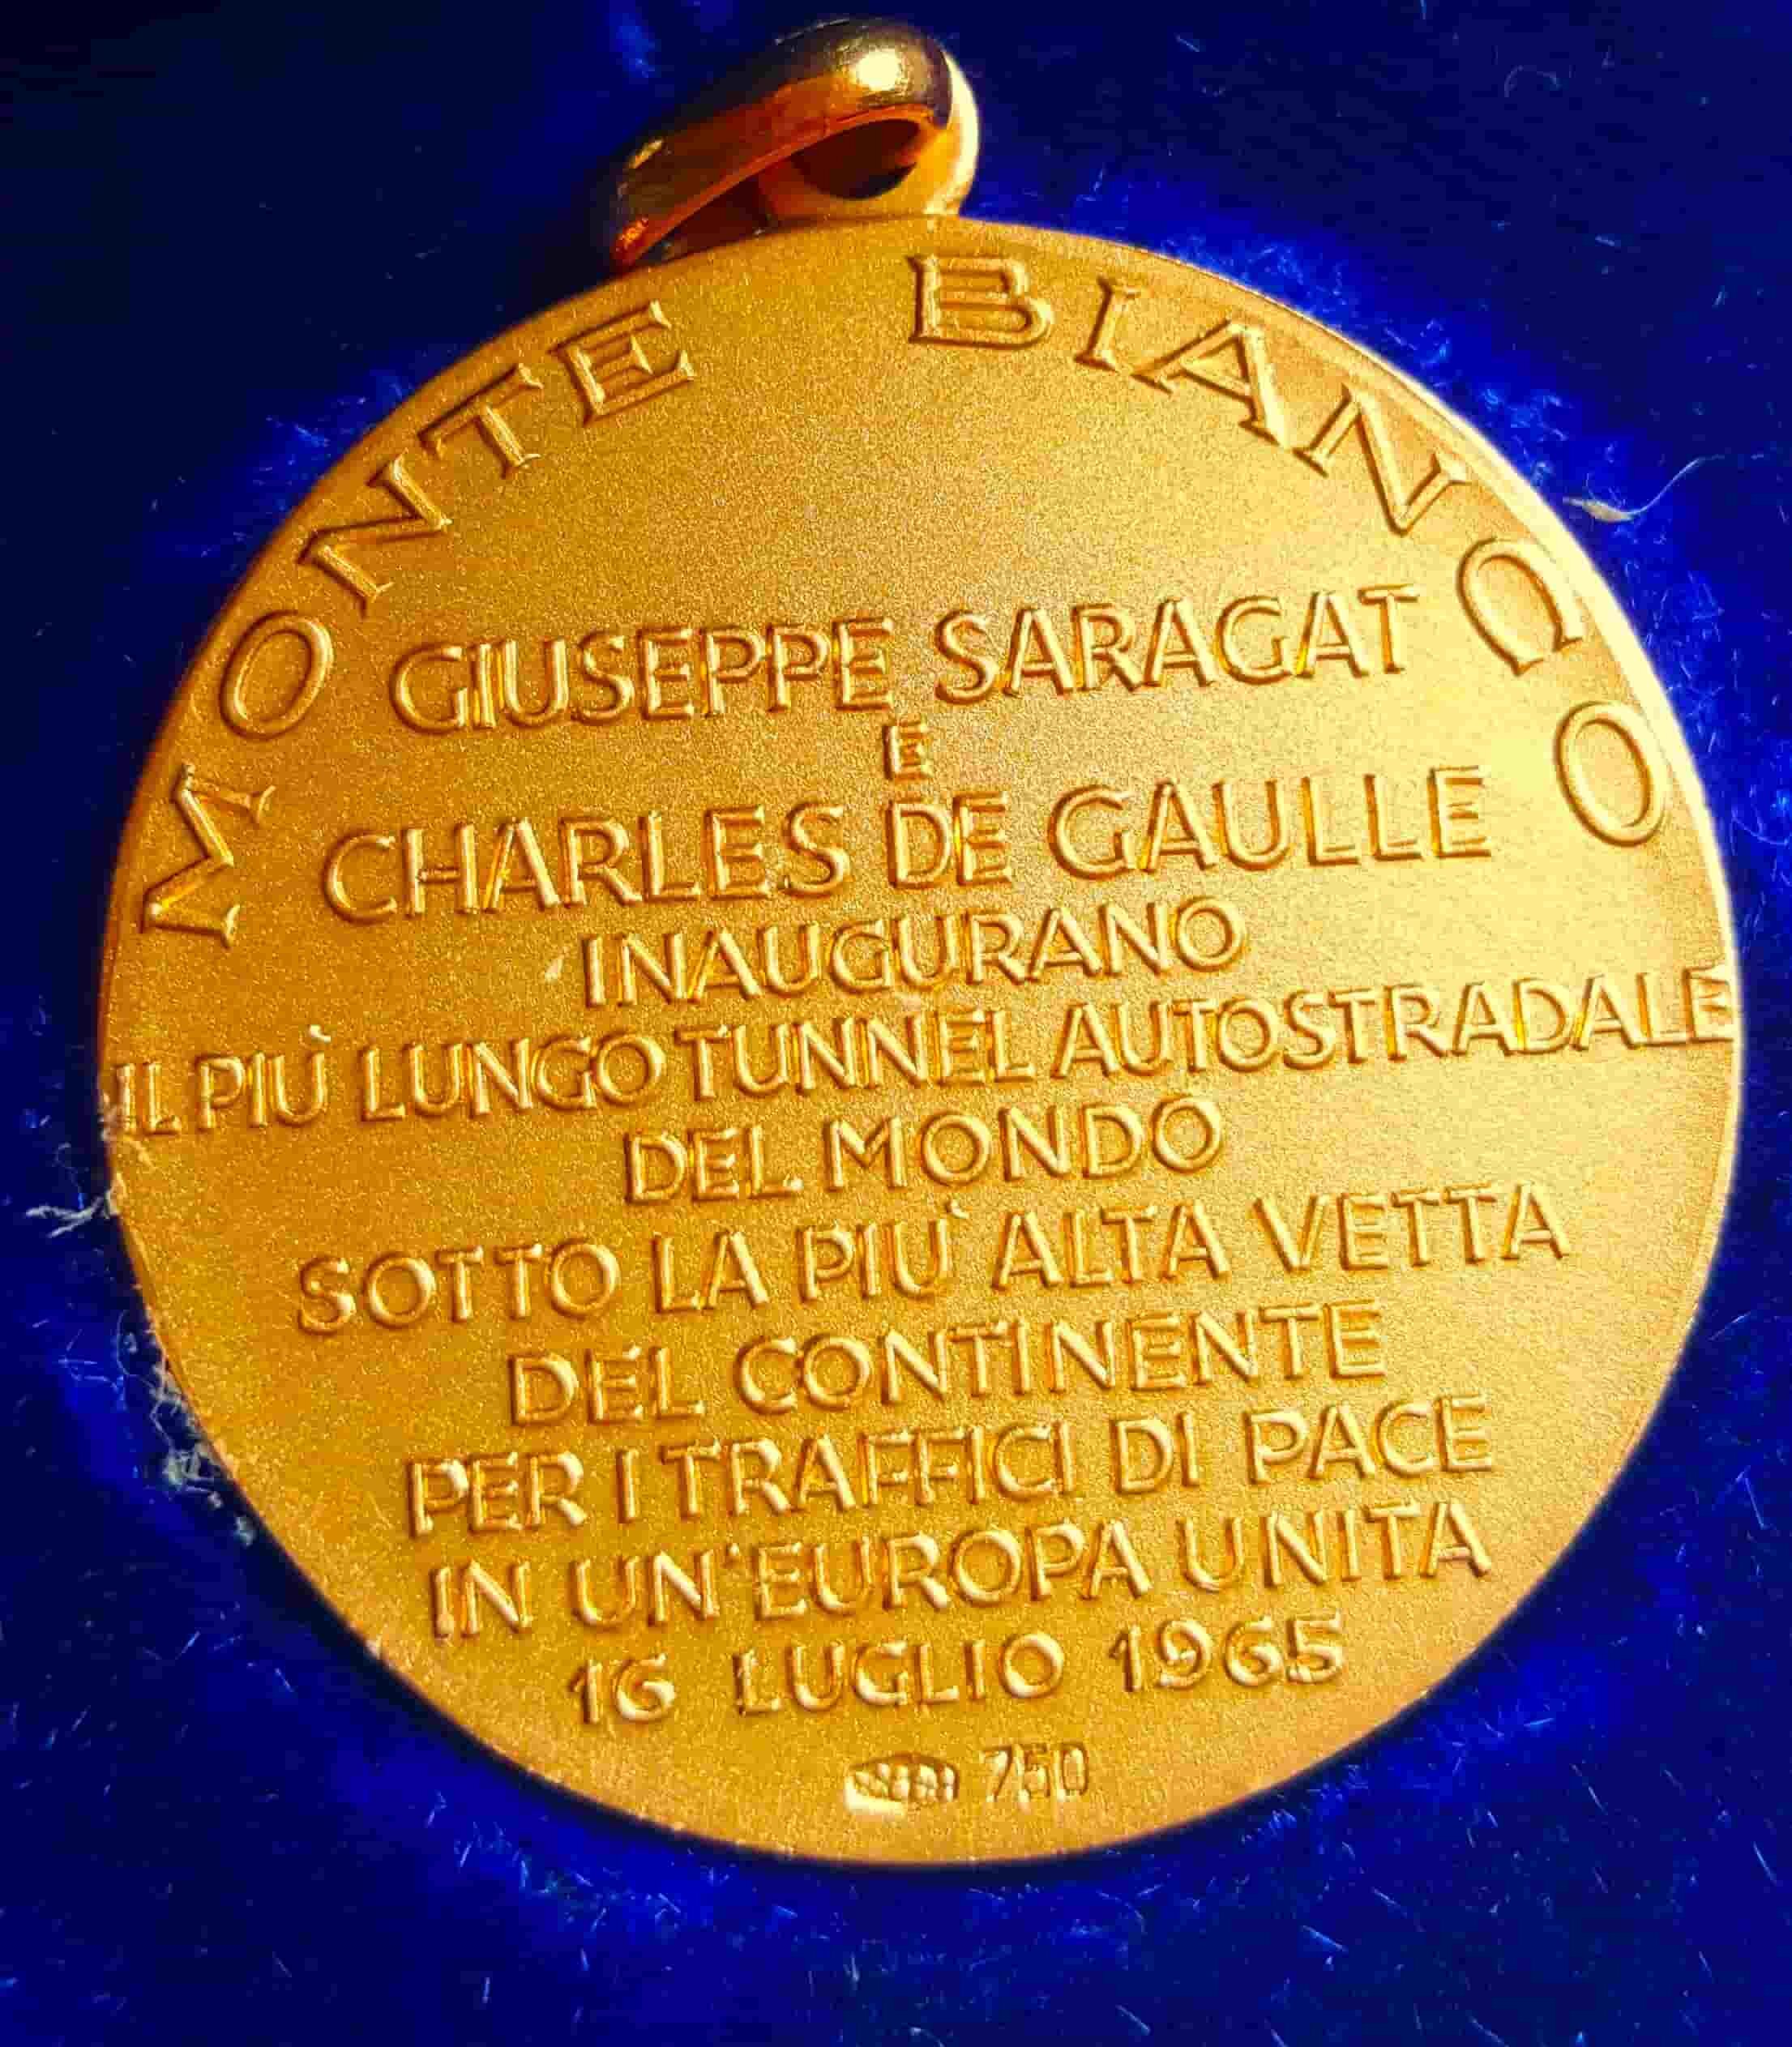 MONTE BIANCO
GIUSEPPE SARAGAT
E
CHARLES DE GAULLE
INAUGURANO
IL PIÙ LUNGO TUNNEL AUTOSTRADALE
DEL MONDO
SOTTO LA PIÙ ALTA VETTA
DEL CONTINENTE
PER I TRAFFICI DI PACE
IN UN'EUROPA UNITA
16 LUGLIO 1965
750